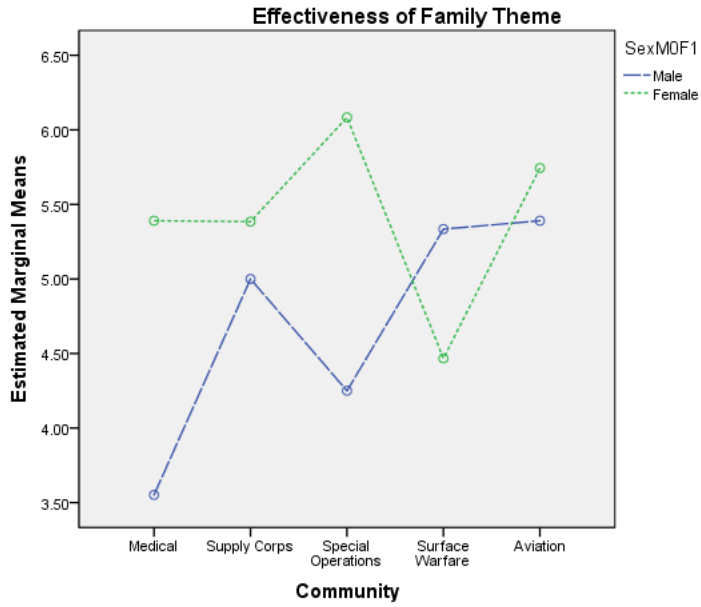 Effectiveness of Family Theme
SexM0F1
Male
Female
Estimated Marginal Means
6.50
6.00
5.50
5.00
4.50
4.00
3.50
Medical
Supply Corps
Special
Operations
Surface
Warfare
Aviation
Community